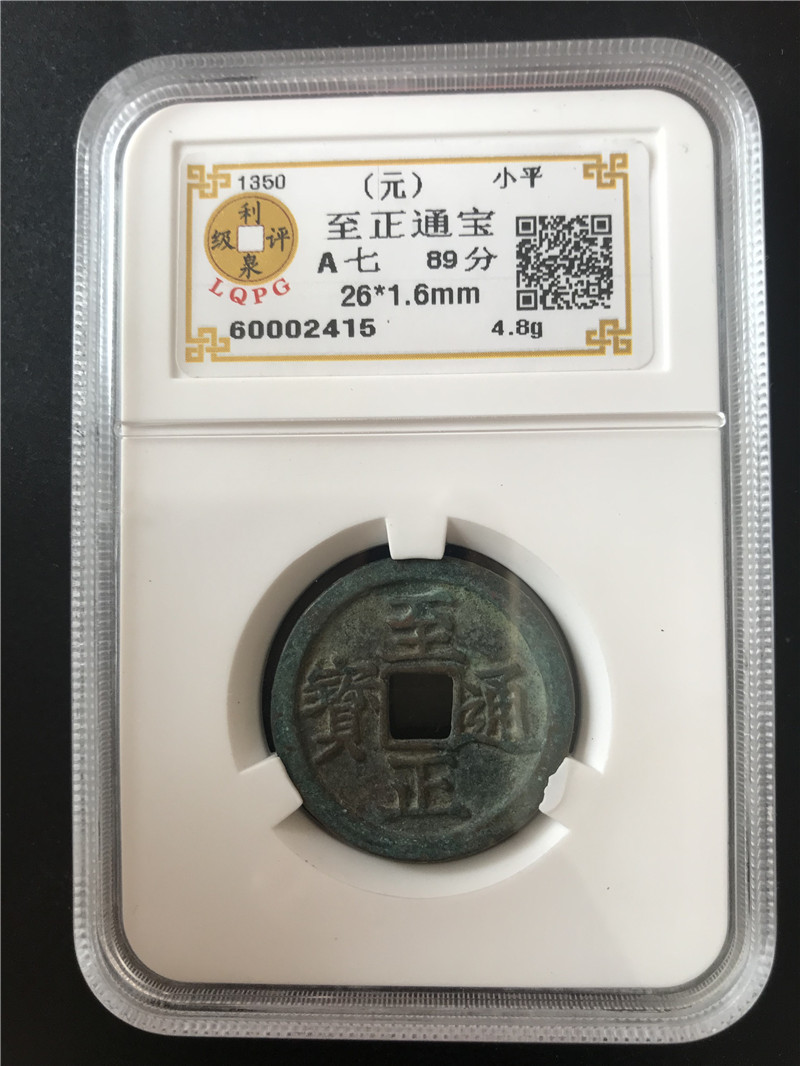 1350 （元） 小平
利泉评级
LQPG
至正通宝
A七 89分
26*1.6mm
60002415 4.8g
至正通寳